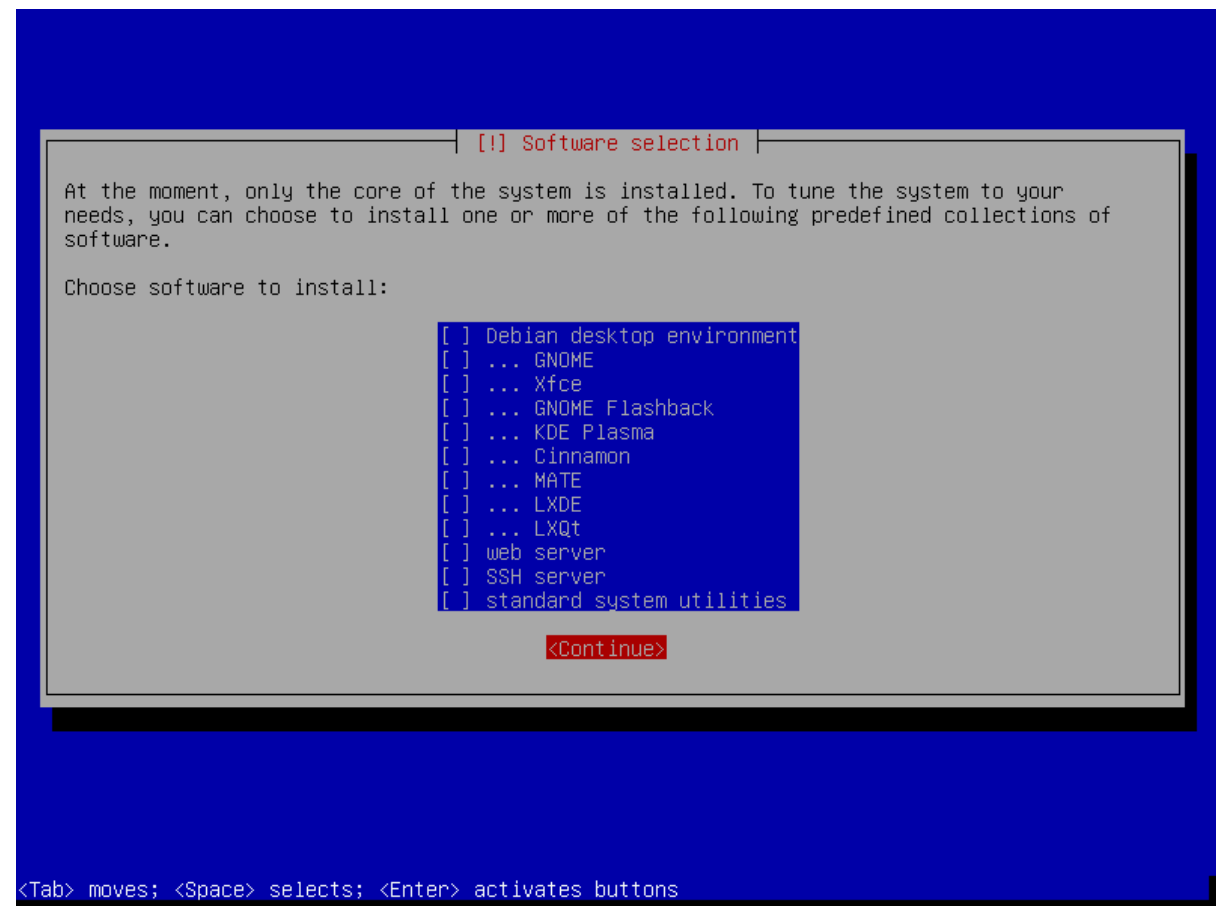 [!] Software selection
At the moment, only the core of the system is installed. To tune the system to your
needs, you can choose to install one or more of the following predefined collections of
software.
Choose software to install:
[ ] Debian desktop environment
[ ] ... GNOME
[ ] ... Xfce
[ ] ... GNOME Flashback
[ ] ... KDE Plasma
[ ] ... Cinnamon
[ ] ... MATE
[ ] ... LXDE
[ ] ... LXQt
[ ] web server
[ ] SSH server
[ ] standard system utilities
<Continue>
<Tab> moves; <Space> selects; <Enter> activates buttons